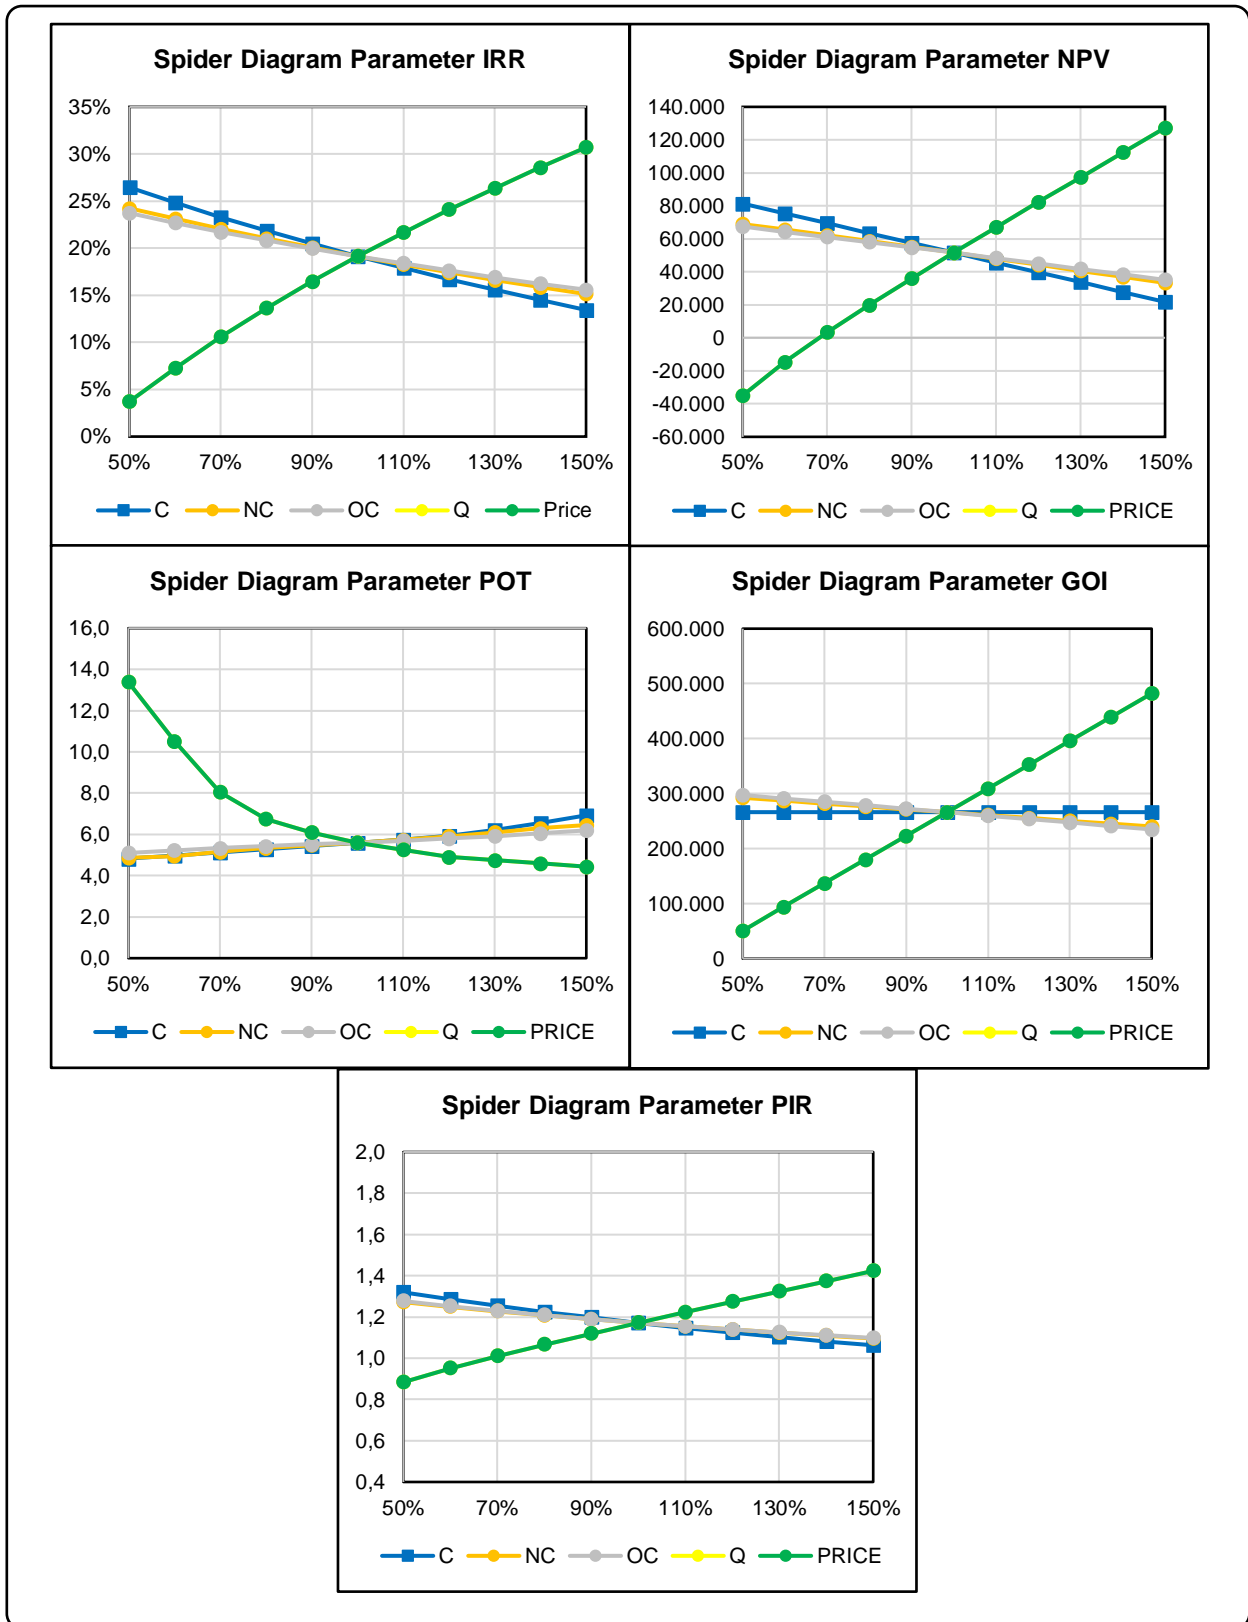 Spider Diagram Parameter IRR
35%
30%
25%
20%
15%
10%
5%
0%
50% 70% 90% 110% 130% 150%
C NC OC Q Price
Spider Diagram Parameter NPV
140.000
120.000
100.000
80.000
60.000
40.000
20.000
0
-20.000
-40.000
-60.000
50% 70% 90% 110% 130% 150%
C NC OC Q PRICE
Spider Diagram Parameter POT
16,0
14,0
12,0
10,0
8,0
6,0
4,0
2,0
0,0
50% 70% 90% 110% 130% 150%
C NC OC Q PRICE
Spider Diagram Parameter GOI
600.000
500.000
400.000
300.000
200.000
100.000
0
50% 70% 90% 110% 130% 150%
C NC OC Q PRICE
Spider Diagram Parameter PIR
2,0
1,8
1,6
1,4
1,2
1,0
0,8
0,6
0,4
50% 70% 90% 110% 130% 150%
C NC OC Q PRICE